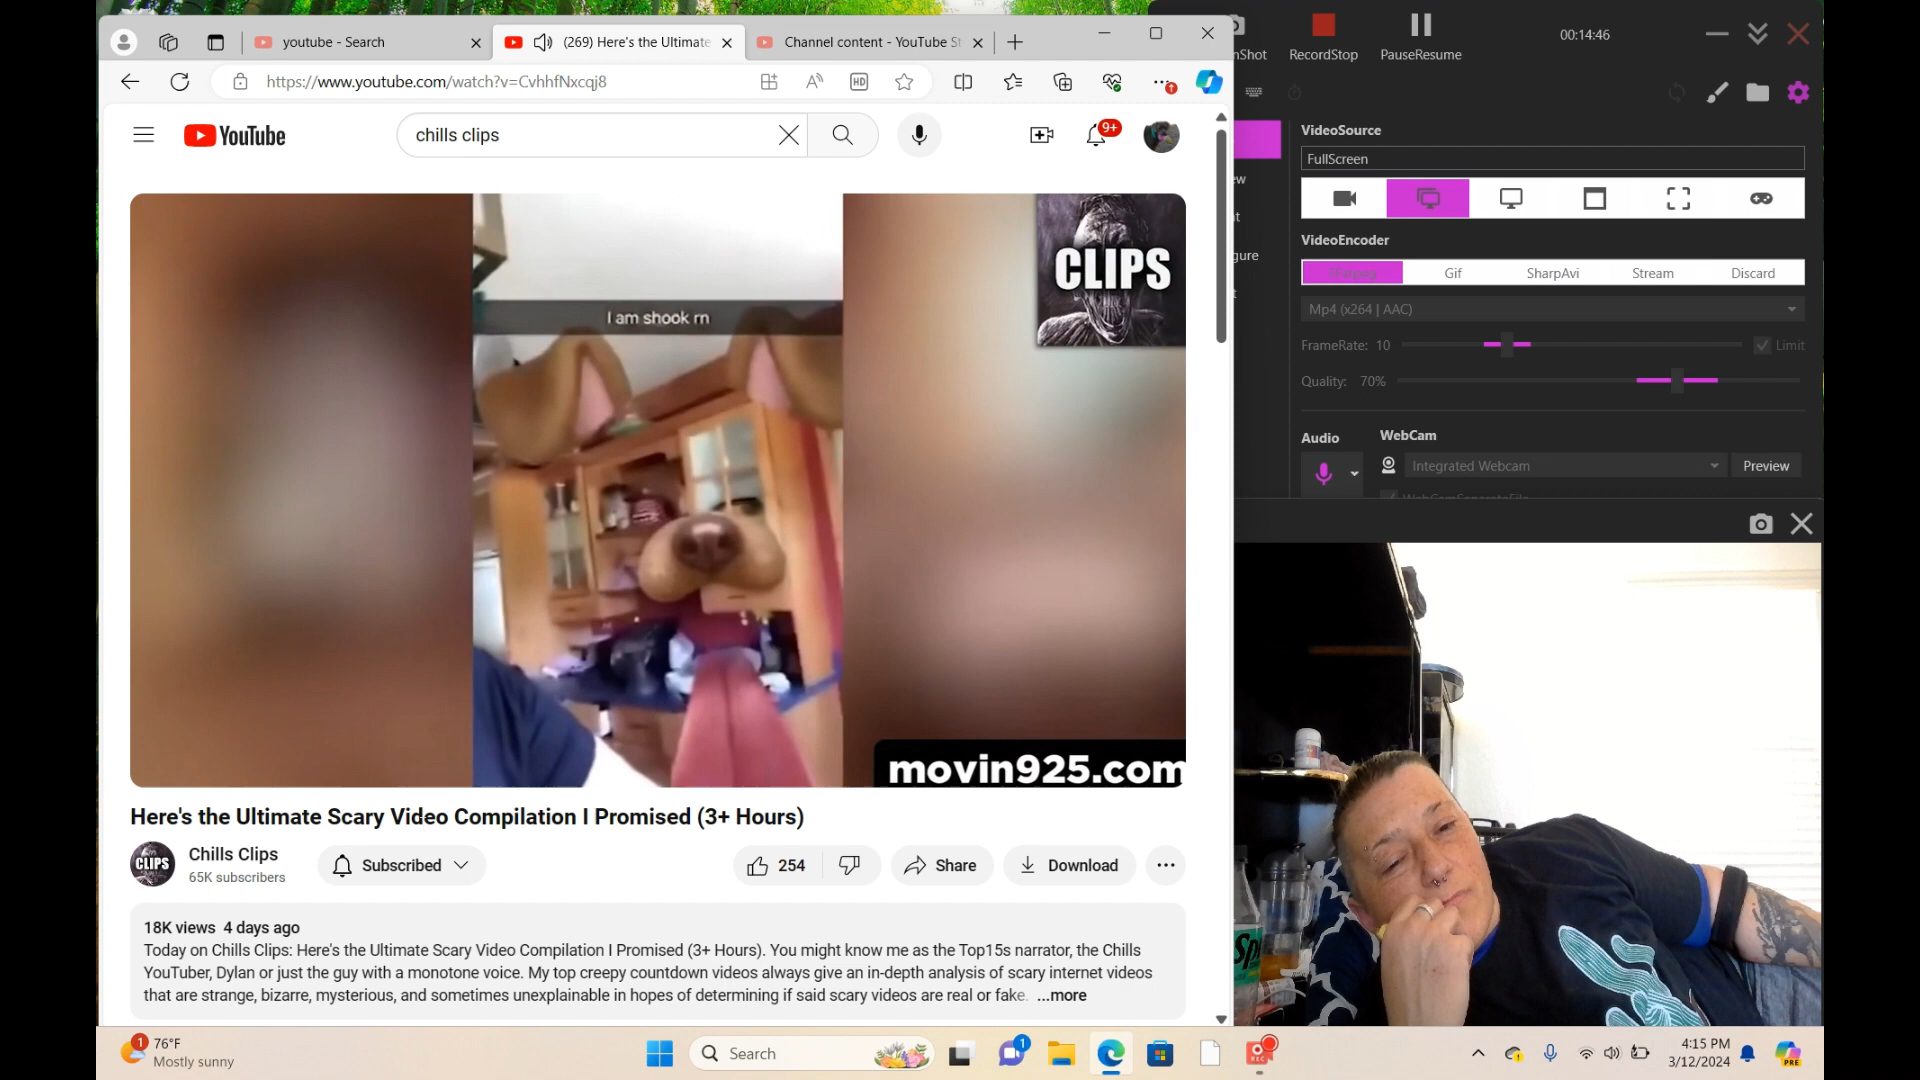 youtube - Search
(269) Here's the Ultimate
Channel content - YouTube St
https://www.youtube.com/watch?v=CvhhfNxcqj8
YouTube
chills clips
9+
I am shook rn
CLIPS
movin925.com
Here's the Ultimate Scary Video Compilation I Promised (3+ Hours)
CLIPS
Chills Clips
65K subscribers
Subscribed
254
Share
Download
18K views 4 days ago
Today on Chills Clips: Here's the Ultimate Scary Video Compilation I Promised (3+ Hours). You might know me as the Top15s narrator, the Chills
YouTuber, Dylan or just the guy with a monotone voice. My top creepy countdown videos always give an in-depth analysis of scary internet videos
that are strange, bizarre, mysterious, and sometimes unexplainable in hopes of determining if said scary videos are real or fake. ...more
nShot
RecordStop
PauseResume
00:14:46
VideoSource
FullScreen
VideoEncoder
FFmpeg
Gif
SharpAvi
Stream
Discard
Mp4 (x264 | AAC)
FrameRate: 10
Limit
Quality: 70%
Audio
WebCam
Integrated Webcam
Preview
1
76°F
Mostly sunny
Search
1
REC
4:15 PM
3/12/2024
PRE